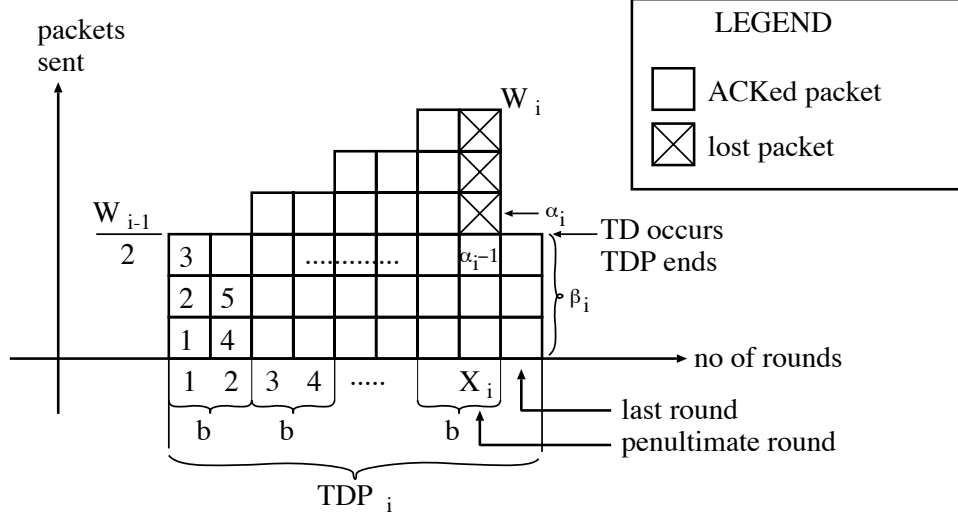 packets
sent
LEGEND
ACKed packet
lost packet
W i
α i
W i-1
2
TD occurs
TDP ends
3 ............. α i-1
2 5
β i
1 4
no of rounds
1 2 3 4 ..... X i
b b b
last round
penultimate round
TDP i